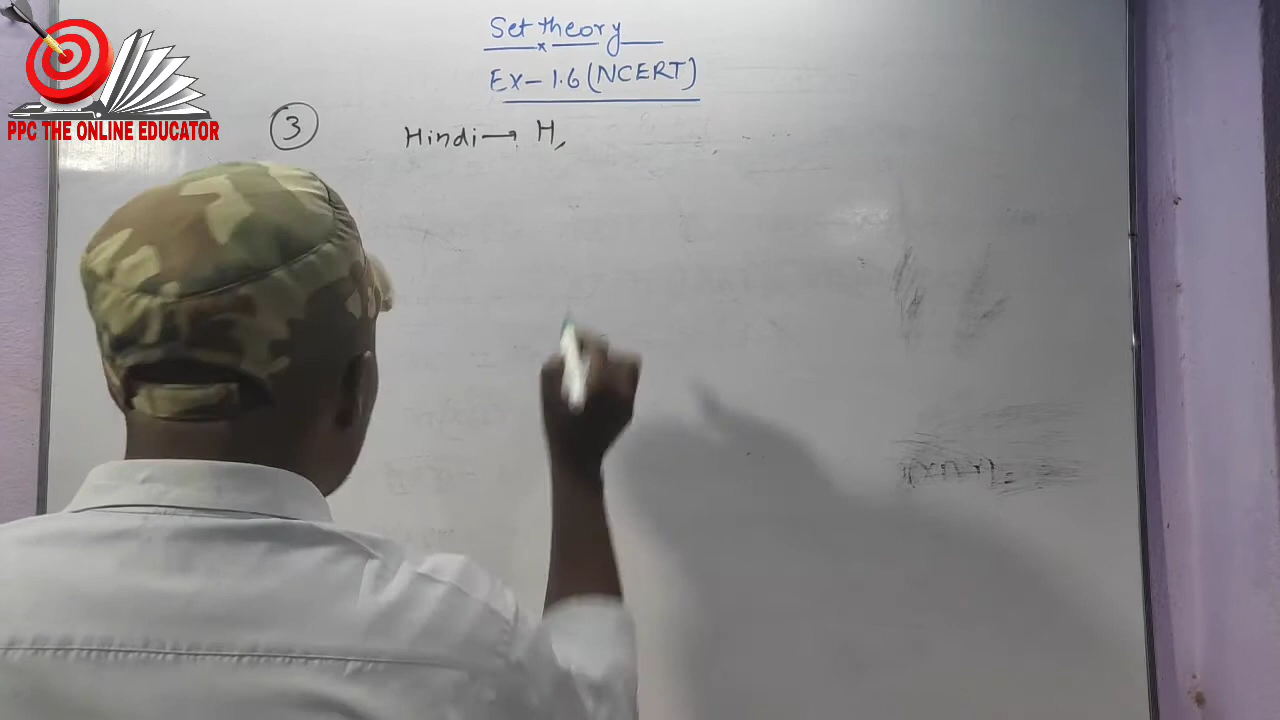 Set theory
Ex-1.6 (NCERT)
PPC THE ONLINE EDUCATOR
3 Hindi → H,